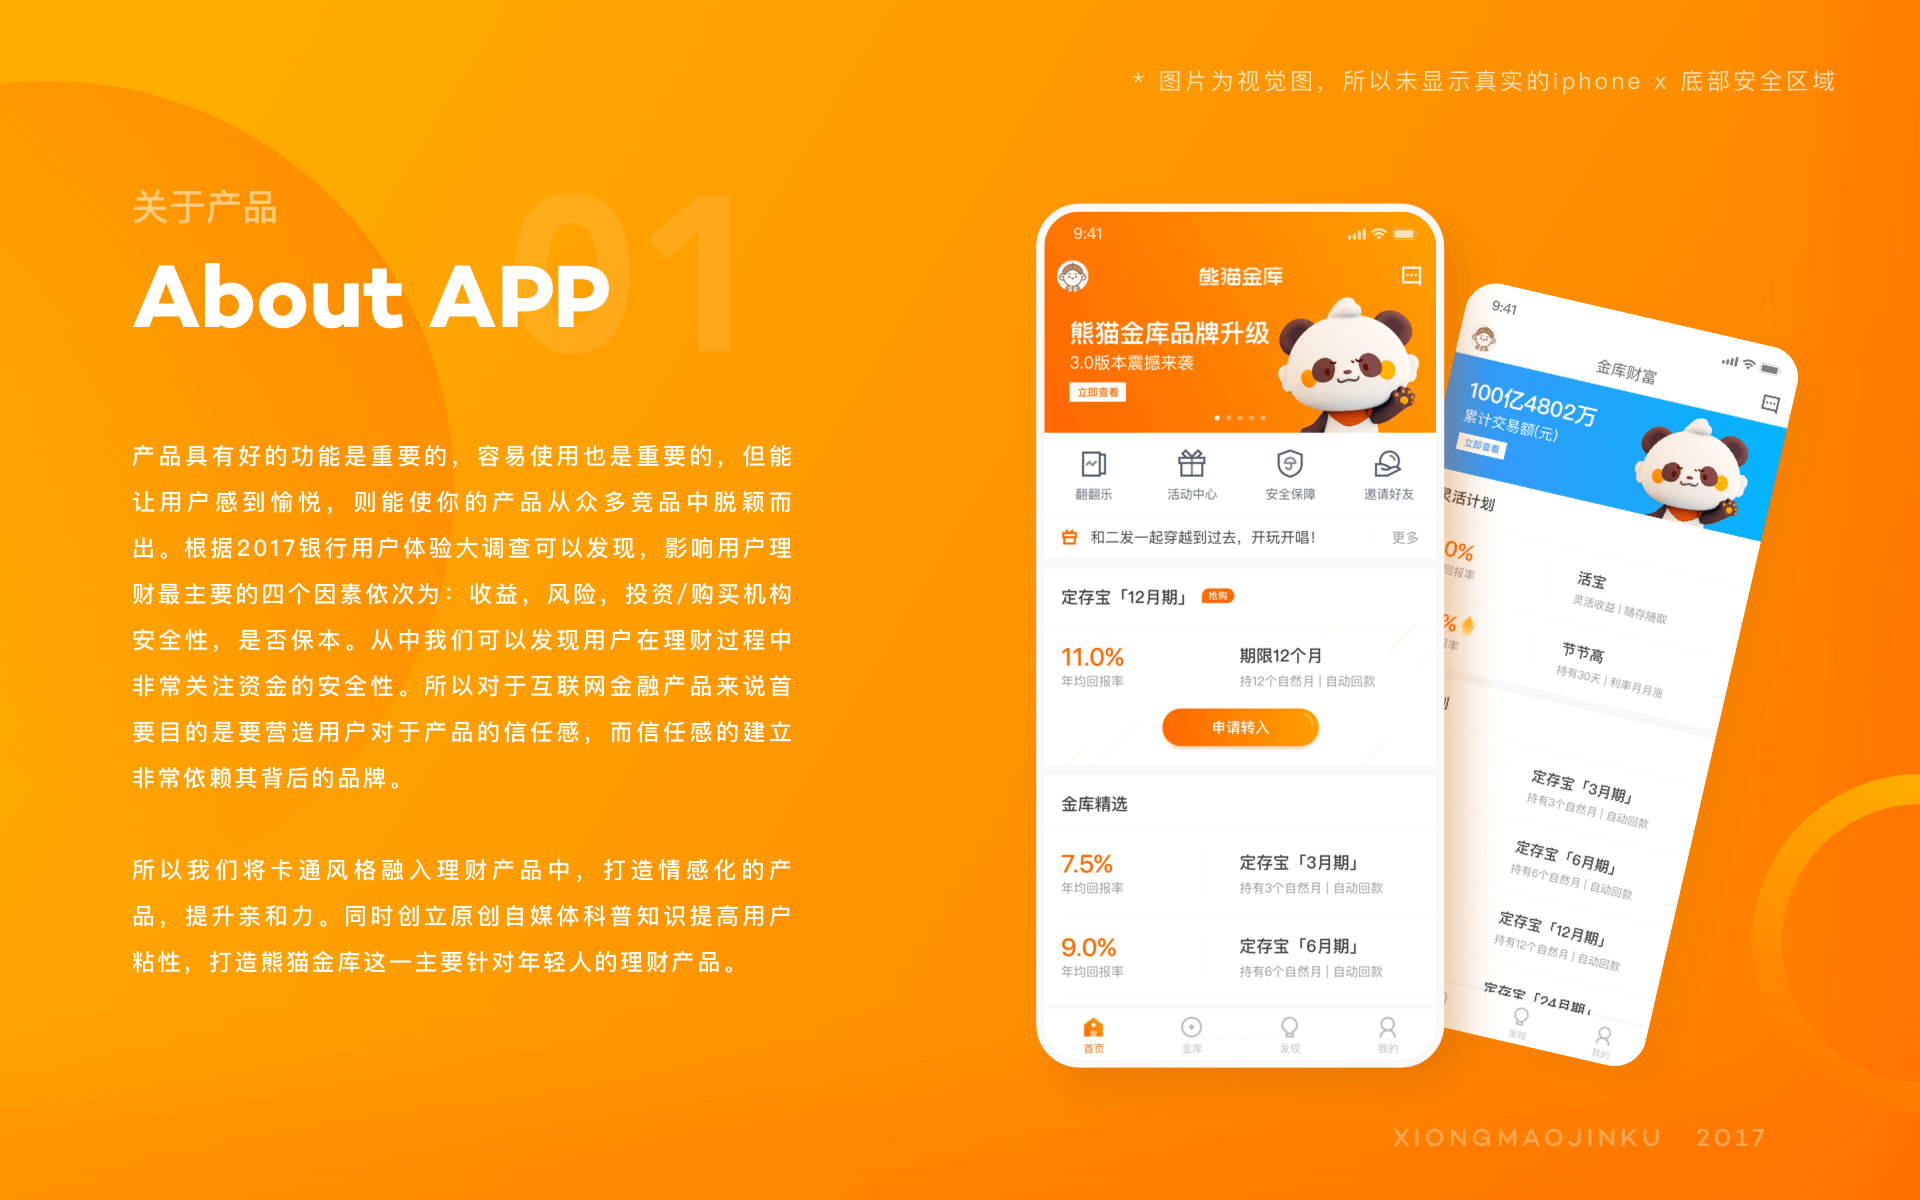 * 图片为视觉图，所以未显示真实的iphone x 底部安全区域
关于产品
01
About APP
产品具有好的功能是重要的，容易使用也是重要的，但能
让用户感到愉悦，则能使你的产品从众多竞品中脱颖而
出。根据2017银行用户体验大调查可以发现，影响用户理
财最主要的四个因素依次为：收益，风险，投资/购买机构
安全性，是否保本。从中我们可以发现用户在理财过程中
非常关注资金的安全性。所以对于互联网金融产品来说首
要目的是要营造用户对于产品的信任感，而信任感的建立
非常依赖其背后的品牌。
所以我们将卡通风格融入理财产品中，打造情感化的产
品，提升亲和力。同时创立原创自媒体科普知识提高用户
粘性，打造熊猫金库这一主要针对年轻人的理财产品。
9:41
熊猫金库
熊猫金库品牌升级
3.0版本震撼来袭
立即查看
翻翻乐 活动中心 安全保障 邀请好友
和二发一起穿越到过去，开玩开唱！ 更多
定存宝「12月期」 抢购
11.0% 期限12个月
年均回报率 持12个自然月 | 自动回款
申请转入
金库精选
7.5% 定存宝「3月期」
年均回报率 持有3个自然月 | 自动回款
9.0% 定存宝「6月期」
年均回报率 持有6个自然月 | 自动回款
首页 金库 发现 我的
9:41
金库财富
100亿4802万
累计交易额(元)
立即查看
灵活计划
0% 活宝
回报率 灵活收益 | 随存随取
% 节节高
率 持有30天 | 利率月月涨
划
定存宝「3月期」
持有3个自然月 | 自动回款
定存宝「6月期」
持有6个自然月 | 自动回款
定存宝「12月期」
持有12个自然月 | 自动回款
定存宝「24月期」
发现 我的
XIONGMAOJINKU 2017